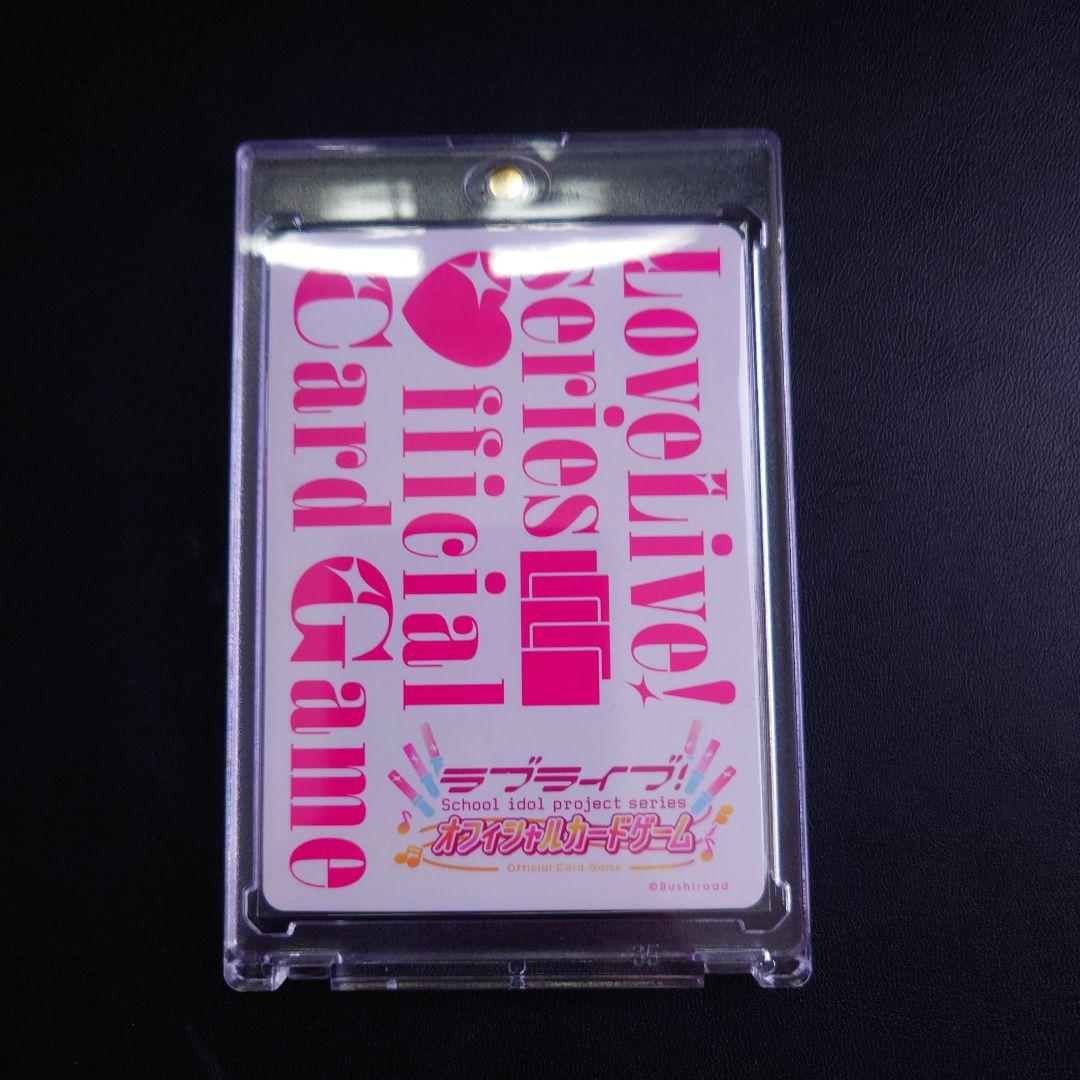 LoveLive!
series
Official
Card Game
ラブライブ!
School idol project series
オフィシャルカードゲーム
Official Card Game
©Bushiroad
35